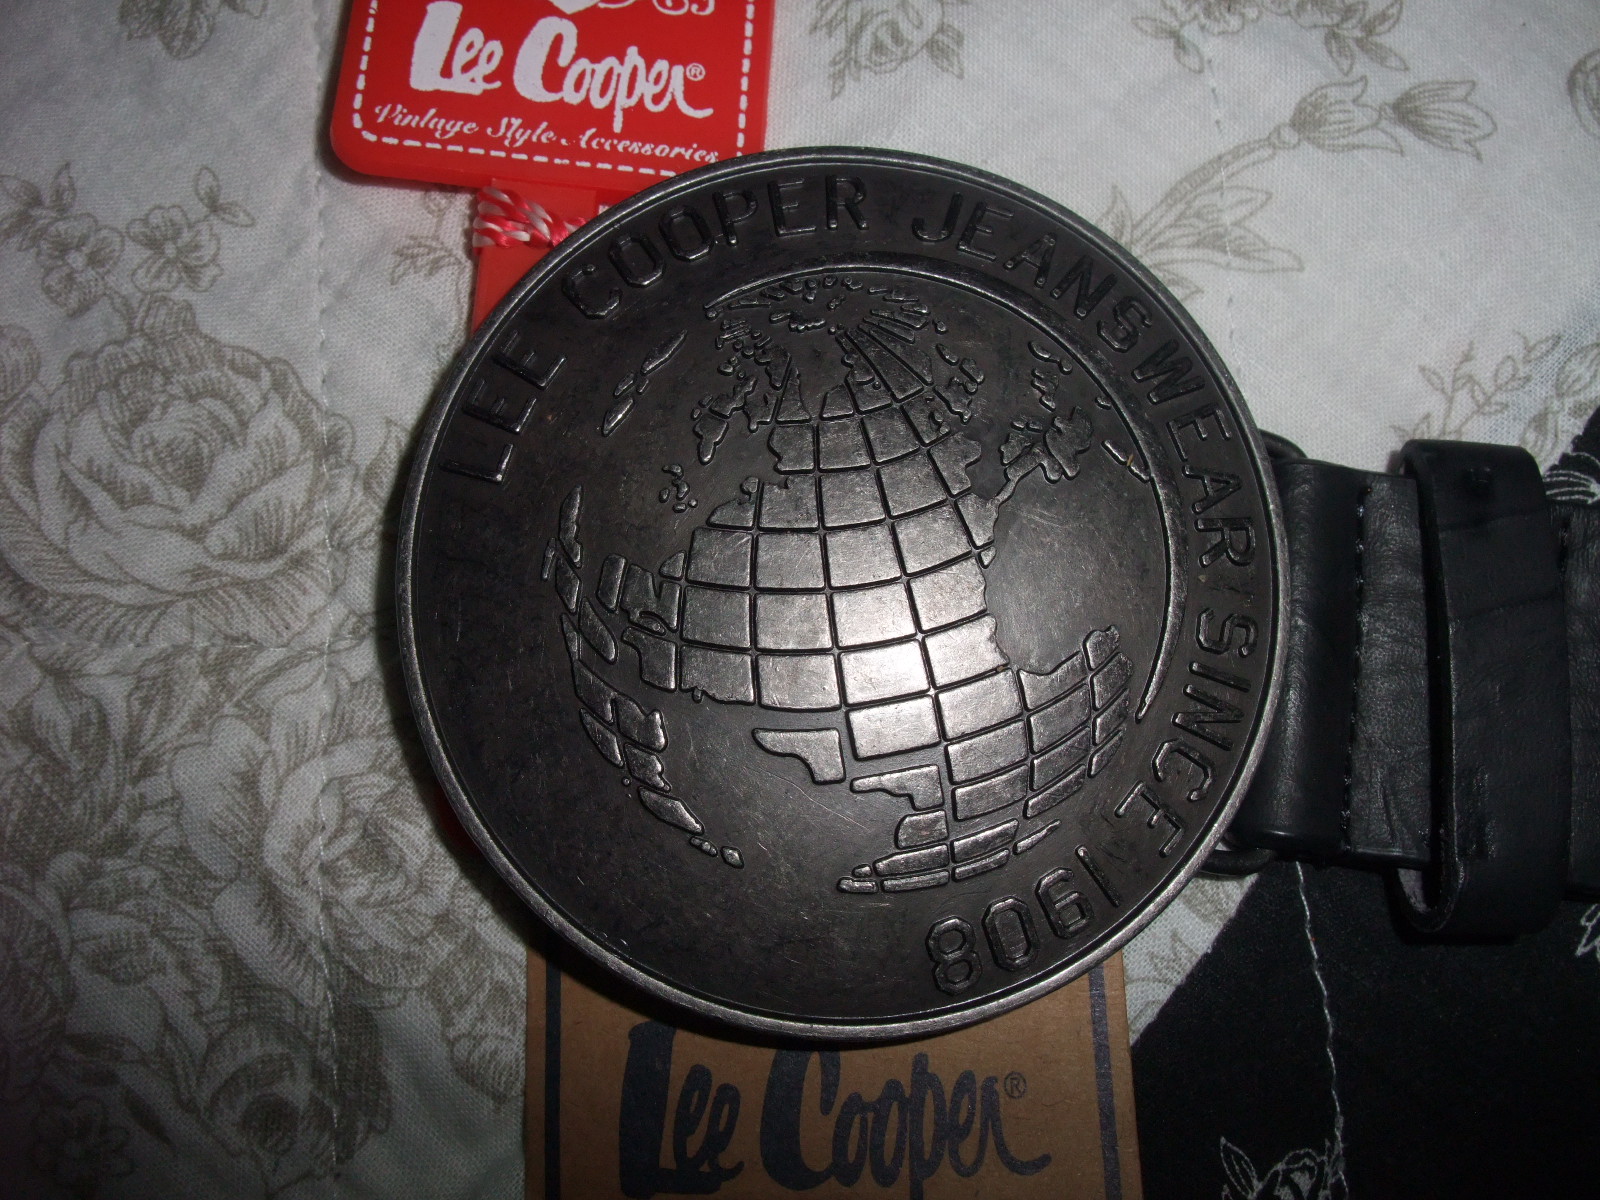 Lee Cooper®
Vintage Style Accessories
LEE COOPER JEANSWEAR SINCE 1908
Lee Cooper®